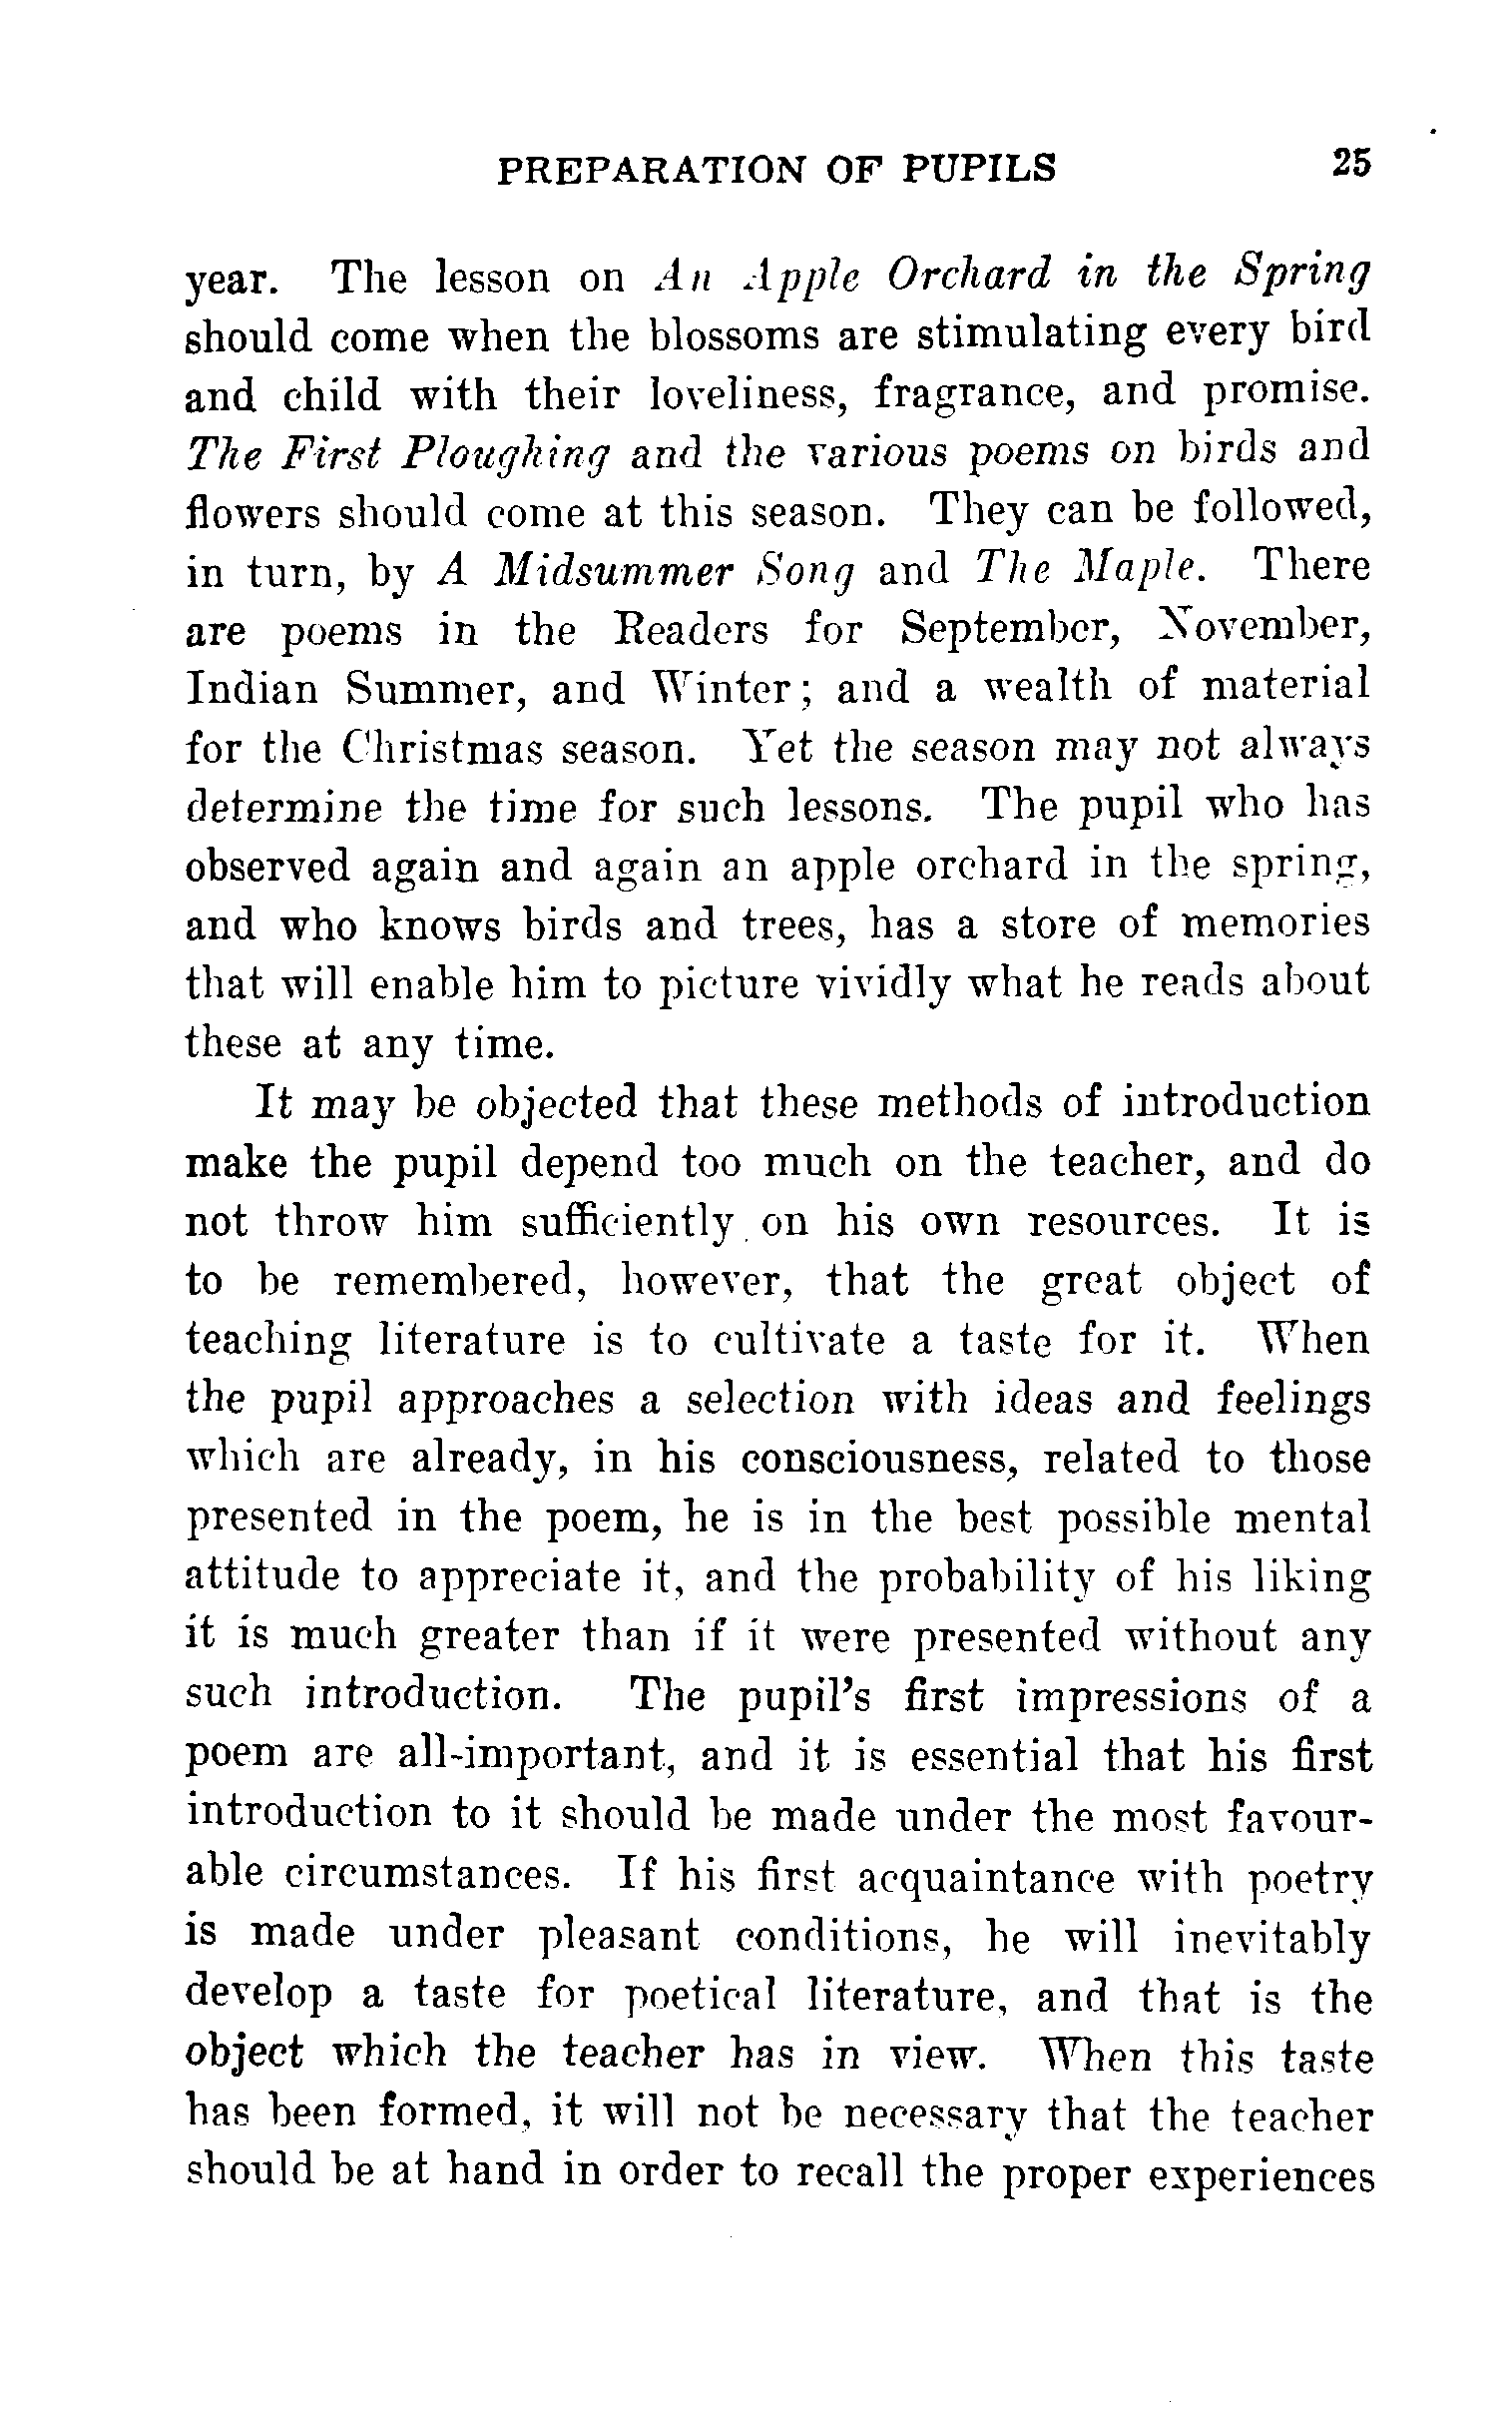 PREPARATION OF PUPILS 25
year. The lesson on An Apple Orchard in the Spring
should come when the blossoms are stimulating every bird
and child with their loveliness, fragrance, and promise.
The First Ploughing and the various poems on birds and
flowers should come at this season. They can be followed,
in turn, by A Midsummer Song and The Maple. There
are poems in the Readers for September, November,
Indian Summer, and Winter; and a wealth of material
for the Christmas season. Yet the season may not always
determine the time for such lessons. The pupil who has
observed again and again an apple orchard in the spring,
and who knows birds and trees, has a store of memories
that will enable him to picture vividly what he reads about
these at any time.
It may be objected that these methods of introduction
make the pupil depend too much on the teacher, and do
not throw him sufficiently on his own resources. It is
to be remembered, however, that the great object of
teaching literature is to cultivate a taste for it. When
the pupil approaches a selection with ideas and feelings
which are already, in his consciousness, related to those
presented in the poem, he is in the best possible mental
attitude to appreciate it, and the probability of his liking
it is much greater than if it were presented without any
such introduction. The pupil's first impressions of a
poem are all-important, and it is essential that his first
introduction to it should be made under the most favour-
able circumstances. If his first acquaintance with poetry
is made under pleasant conditions, he will inevitably
develop a taste for poetical literature, and that is the
object which the teacher has in view. When this taste
has been formed, it will not be necessary that the teacher
should be at hand in order to recall the proper experiences